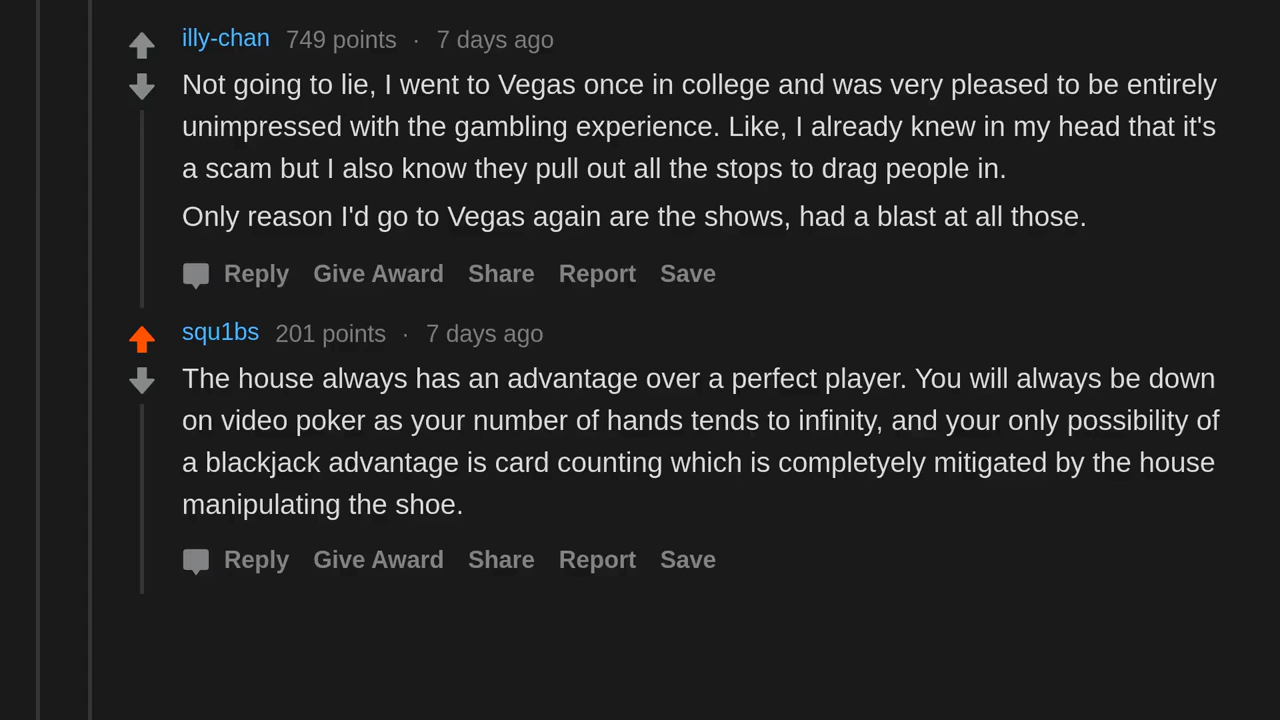 illy-chan 749 points · 7 days ago
Not going to lie, I went to Vegas once in college and was very pleased to be entirely
unimpressed with the gambling experience. Like, I already knew in my head that it's
a scam but I also know they pull out all the stops to drag people in.
Only reason I'd go to Vegas again are the shows, had a blast at all those.
Reply Give Award Share Report Save
squ1bs 201 points · 7 days ago
The house always has an advantage over a perfect player. You will always be down
on video poker as your number of hands tends to infinity, and your only possibility of
a blackjack advantage is card counting which is completyely mitigated by the house
manipulating the shoe.
Reply Give Award Share Report Save